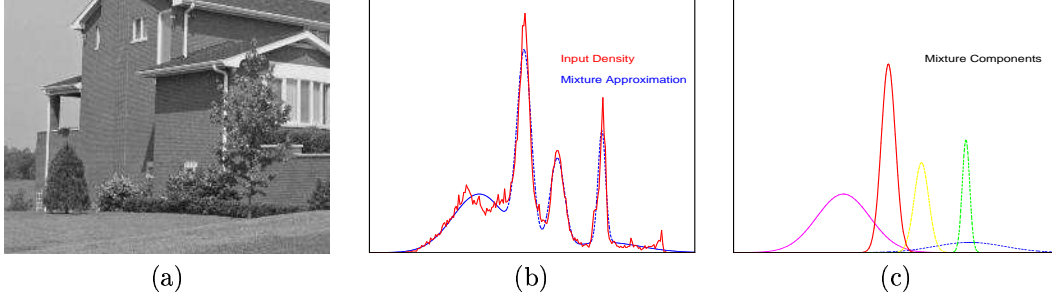 Input Density
Mixture Approximation
Mixture Components
(a)
(b)
(c)